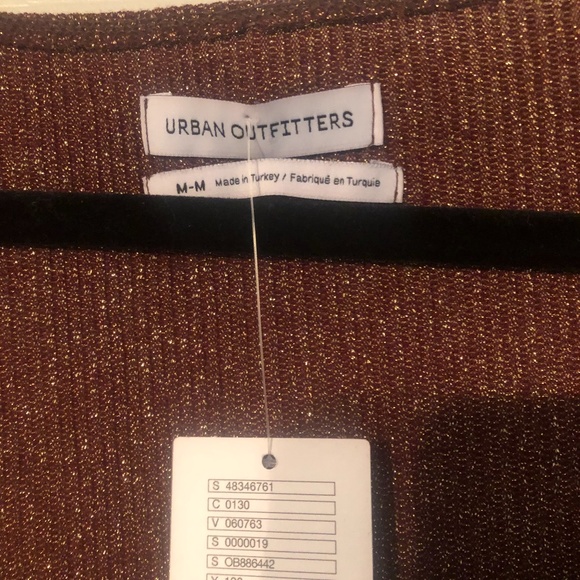 URBAN OUTFITTERS
M-M Made in Turkey / Fabriqué en Turquie
S 48346761
C 0130
V 060763
S 0000019
S OB886442